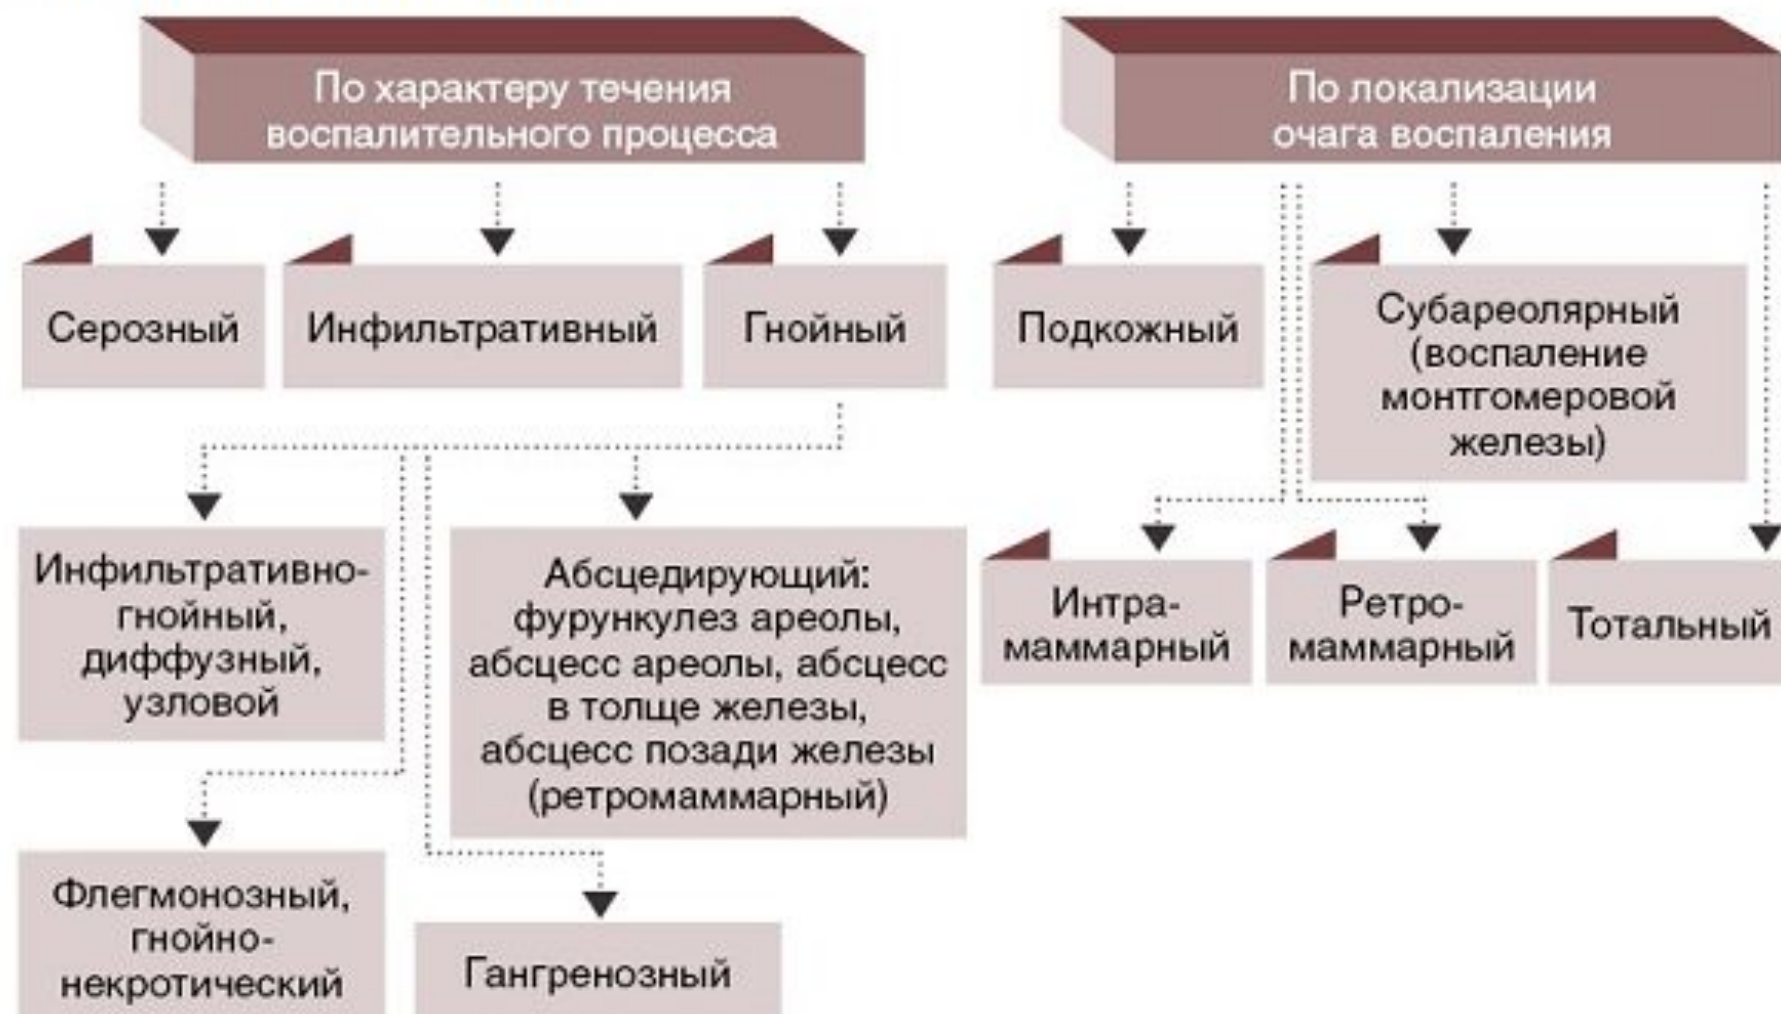 По характеру течения
воспалительного процесса
По локализации
очага воспаления
Серозный
Инфильтративный
Гнойный
Подкожный
Субареолярный
(воспаление
монтгомеровой
железы)
Инфильтративно-
гнойный,
диффузный,
узловой
Абсцедирующий:
фурункулез ареолы,
абсцесс ареолы, абсцесс
в толще железы,
абсцесс позади железы
(ретромаммарный)
Интра-
маммарный
Ретро-
маммарный
Тотальный
Флегмонозный,
гнойно-
некротический
Гангренозный